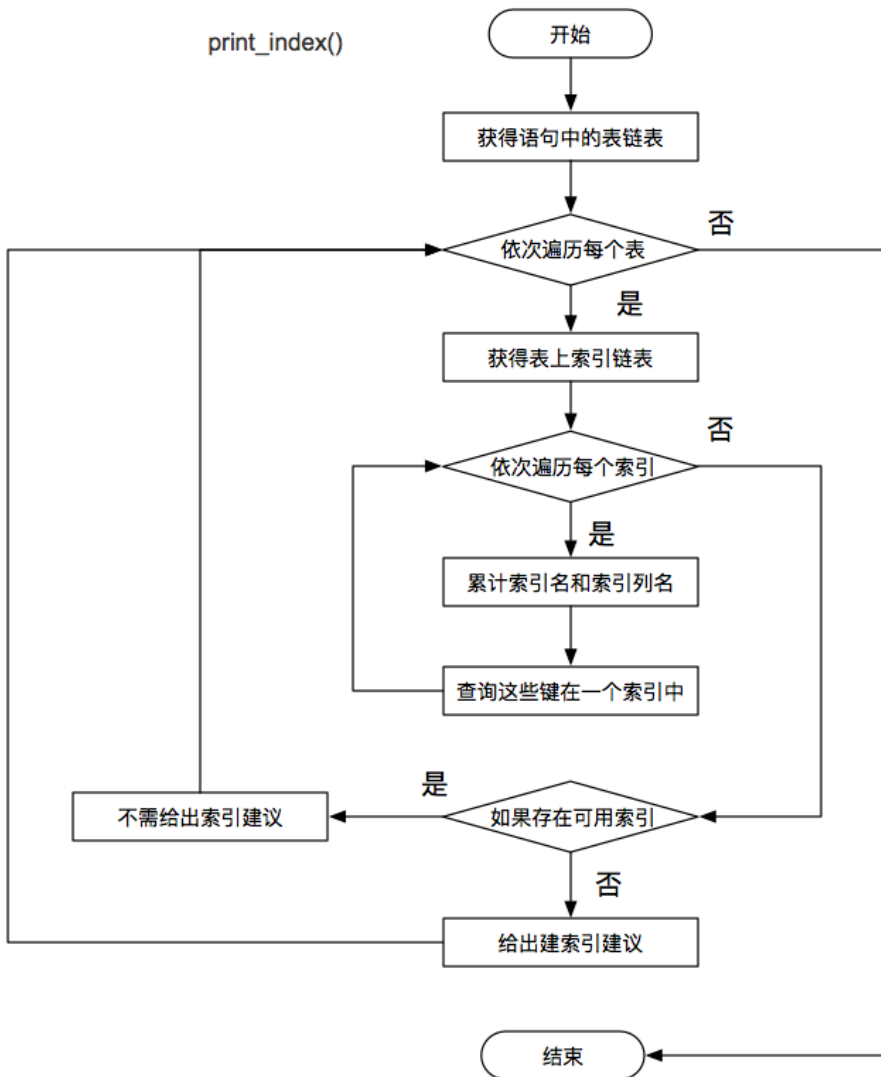 print_index()
开始
获得语句中的表链表
否
依次遍历每个表
是
获得表上索引链表
否
依次遍历每个索引
是
累计索引名和索引列名
查询这些键在一个索引中
是
不需给出索引建议
如果存在可用索引
否
给出建索引建议
结束